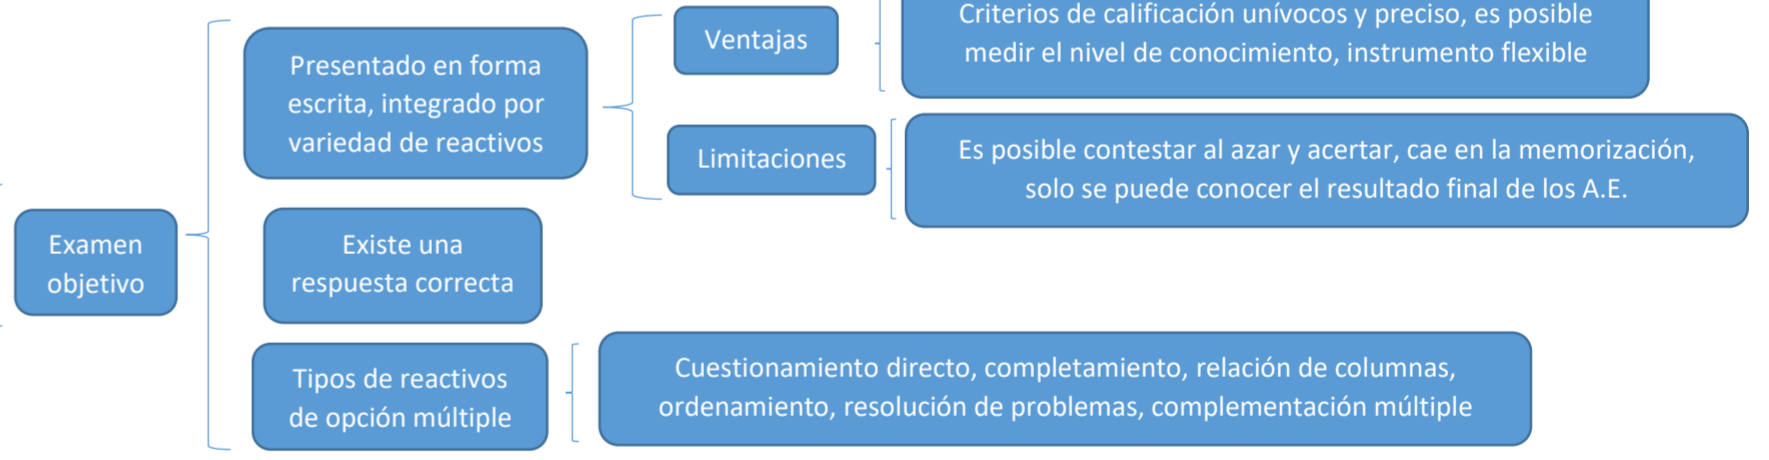 Examen
objetivo
Presentado en forma
escrita, integrado por
variedad de reactivos
Ventajas
Criterios de calificación unívocos y preciso, es posible
medir el nivel de conocimiento, instrumento flexible
Limitaciones
Es posible contestar al azar y acertar, cae en la memorización,
solo se puede conocer el resultado final de los A.E.
Existe una
respuesta correcta
Tipos de reactivos
de opción múltiple
Cuestionamiento directo, completamiento, relación de columnas,
ordenamiento, resolución de problemas, complementación múltiple